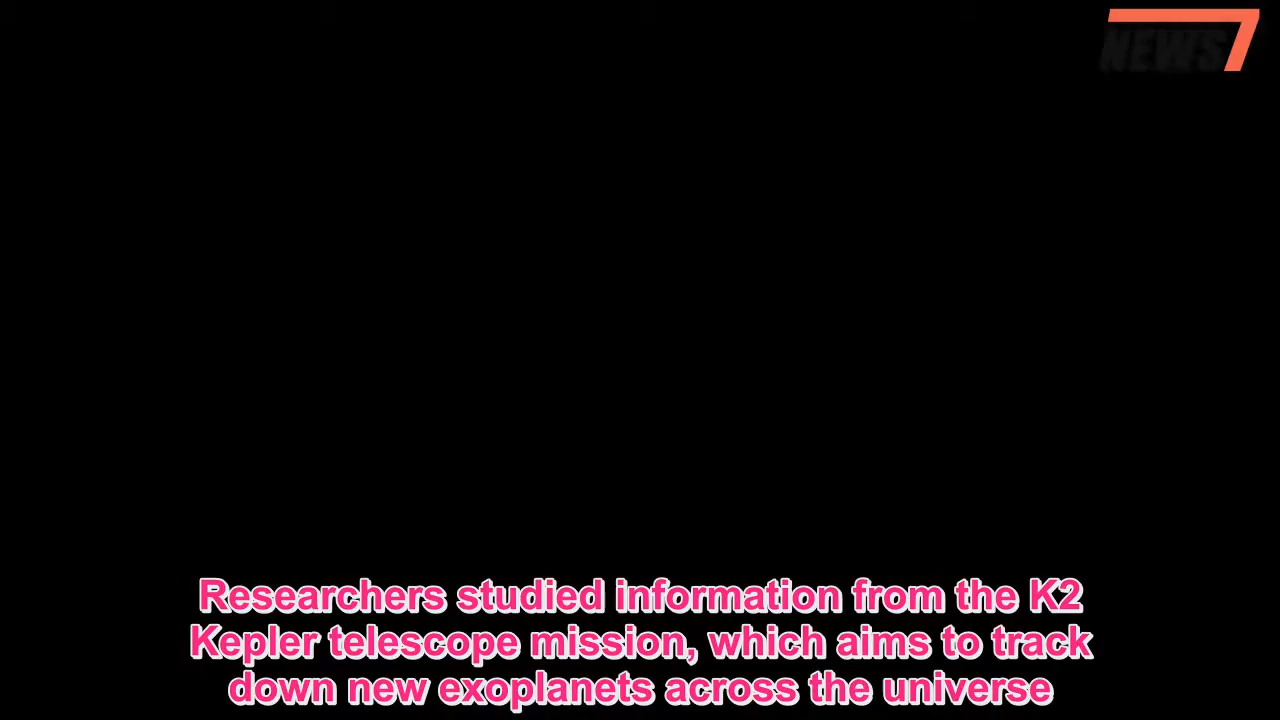 NEWS7
Researchers studied information from the K2
Kepler telescope mission, which aims to track
down new exoplanets across the universe